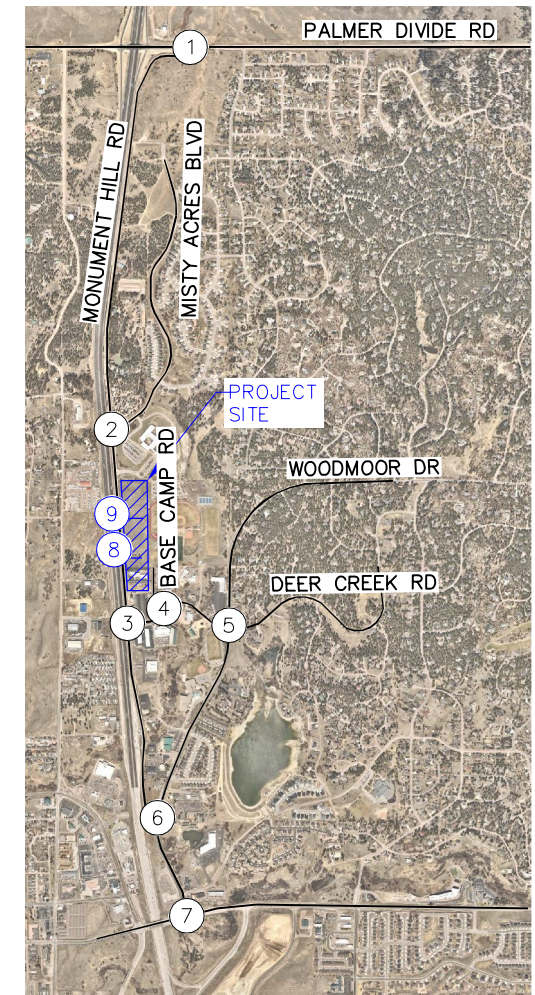 PALMER DIVIDE RD
1
MONUMENT HILL RD
MISTY ACRES BLVD
PROJECT
SITE
2
BASE CAMP RD
WOODMOOR DR
9
8
DEER CREEK RD
4
3
5
6
7